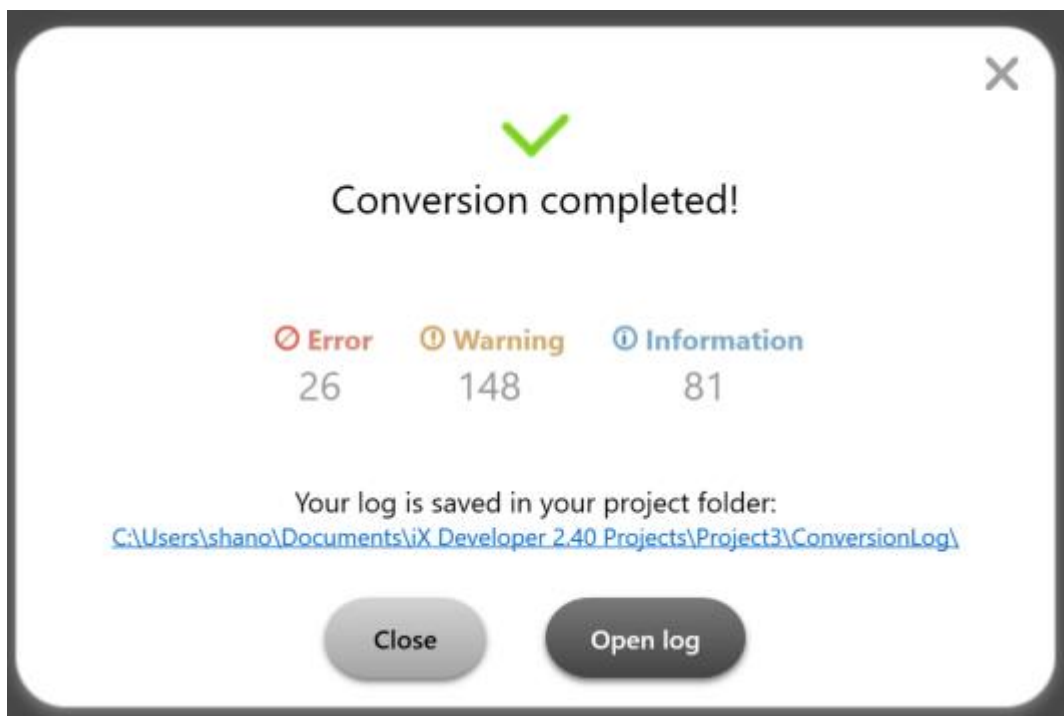 Conversion completed!
Error Warning Information
26 148 81
Your log is saved in your project folder:
C:\Users\shano\Documents\iX Developer 2.40 Projects\Project3\ConversionLog\
Close Open log